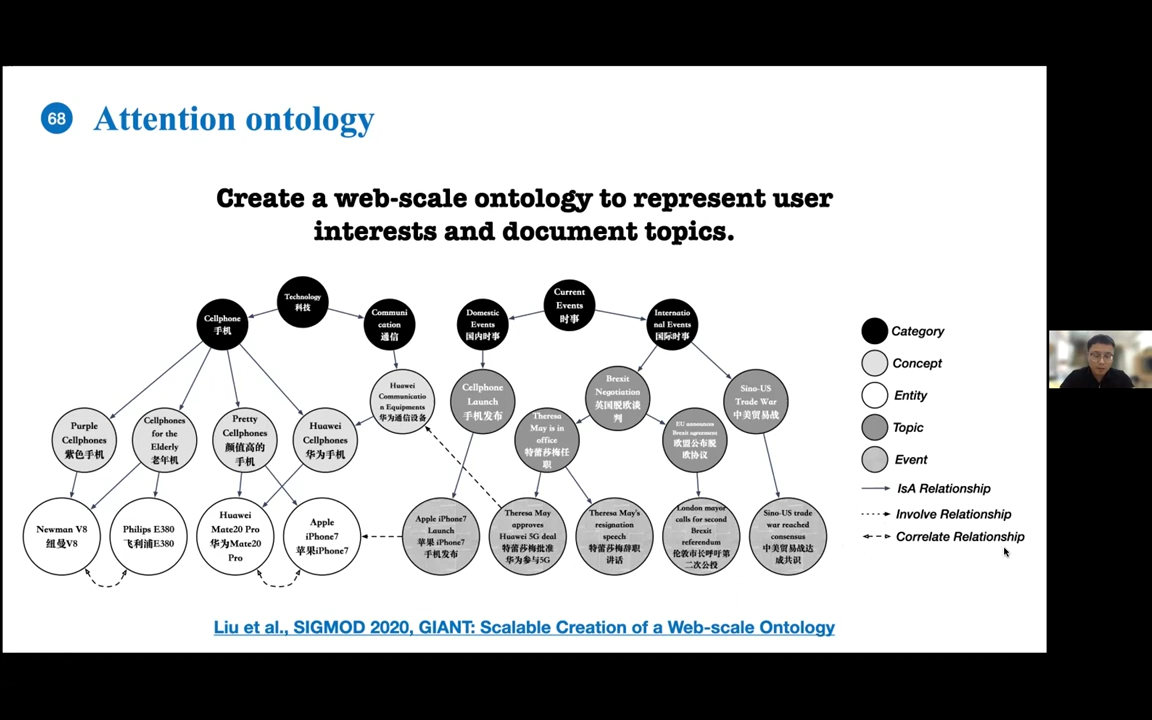 68
Attention ontology
Create a web-scale ontology to represent user
interests and document topics.
Technology
科技
Cellphone
手机
Communi
cation
通信
Current
Events
时事
Domestic
Events
国内时事
Internatio
nal Events
国际时事
Purple
Cellphones
紫色手机
Cellphones
for the
Elderly
老年机
Pretty
Cellphones
颜值高的
手机
Huawei
Cellphones
华为手机
Huawei
Communicatio
n Equipments
华为通信设备
Cellphone
Launch
手机发布
Brexit
Negotiation
英国脱欧谈
判
Theresa
May is in
office
特蕾莎梅任
职
EU announces
Brexit agreement
欧盟公布脱
欧协议
Sino-US
Trade War
中美贸易战
Newman V8
纽曼V8
Philips E380
飞利浦E380
Huawei
Mate20 Pro
华为Mate20
Pro
Apple
iPhone7
苹果iPhone7
Apple iPhone7
Launch
苹果 iPhone7
手机发布
Theresa May
approves
Huawei 5G deal
特蕾莎梅批准
华为参与5G
Theresa May's
resignation
speech
特蕾莎梅辞职
讲话
London mayor
calls for second
Brexit
referendum
伦敦市长呼吁第
二次公投
Sino-US trade
war reached
consensus
中美贸易战达
成共识
Category
Concept
Entity
Topic
Event
IsA Relationship
Involve Relationship
Correlate Relationship
Liu et al., SIGMOD 2020, GIANT: Scalable Creation of a Web-scale Ontology